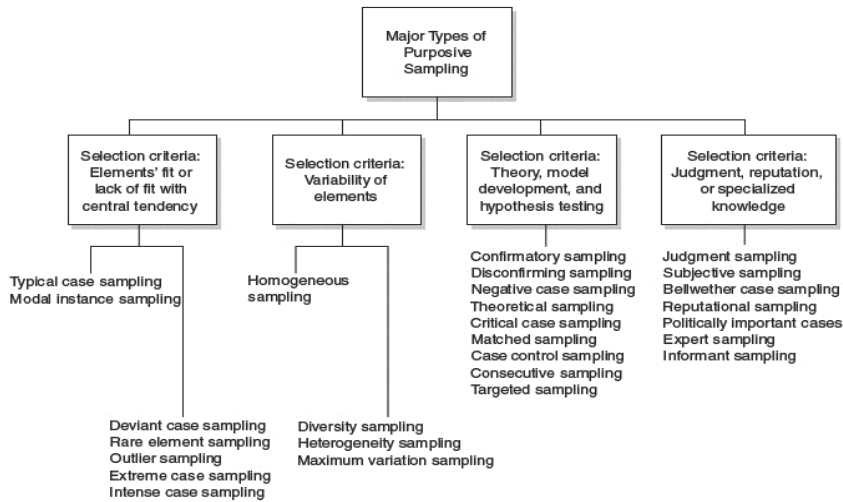 Major Types of
Purposive
Sampling
Selection criteria:
Elements' fit or
lack of fit with
central tendency
Selection criteria:
Variability of
elements
Selection criteria:
Theory, model
development, and
hypothesis testing
Selection criteria:
Judgment, reputation,
or specialized
knowledge
Typical case sampling
Modal instance sampling
Deviant case sampling
Rare element sampling
Outlier sampling
Extreme case sampling
Intense case sampling
Homogeneous
sampling
Diversity sampling
Heterogeneity sampling
Maximum variation sampling
Confirmatory sampling
Disconfirming sampling
Negative case sampling
Theoretical sampling
Critical case sampling
Matched sampling
Case control sampling
Consecutive sampling
Targeted sampling
Judgment sampling
Subjective sampling
Bellwether case sampling
Reputational sampling
Politically important cases
Expert sampling
Informant sampling